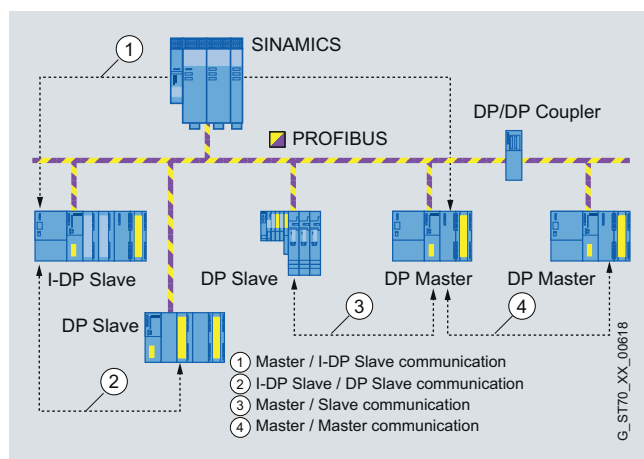 1
SINAMICS
DP/DP Coupler
PROFIBUS
I-DP Slave
DP Slave
DP Master
DP Master
3
4
DP Slave
2
1 Master / I-DP Slave communication
2 I-DP Slave / DP Slave communication
3 Master / Slave communication
4 Master / Master communication
G_ST70_XX_00618